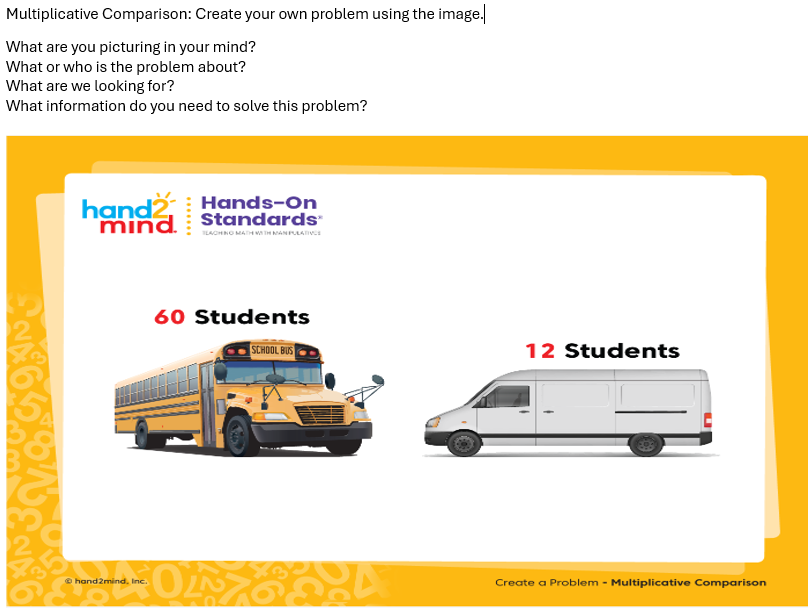 Multiplicative Comparison: Create your own problem using the image.
What are you picturing in your mind?
What or who is the problem about?
What are we looking for?
What information do you need to solve this problem?
hand2
mind.
Hands-On
Standards®
TEACHING MATH WITH MANIPULATIVES
60 Students
SCHOOL BUS
12 Students
© hand2mind, Inc.
Create a Problem - Multiplicative Comparison